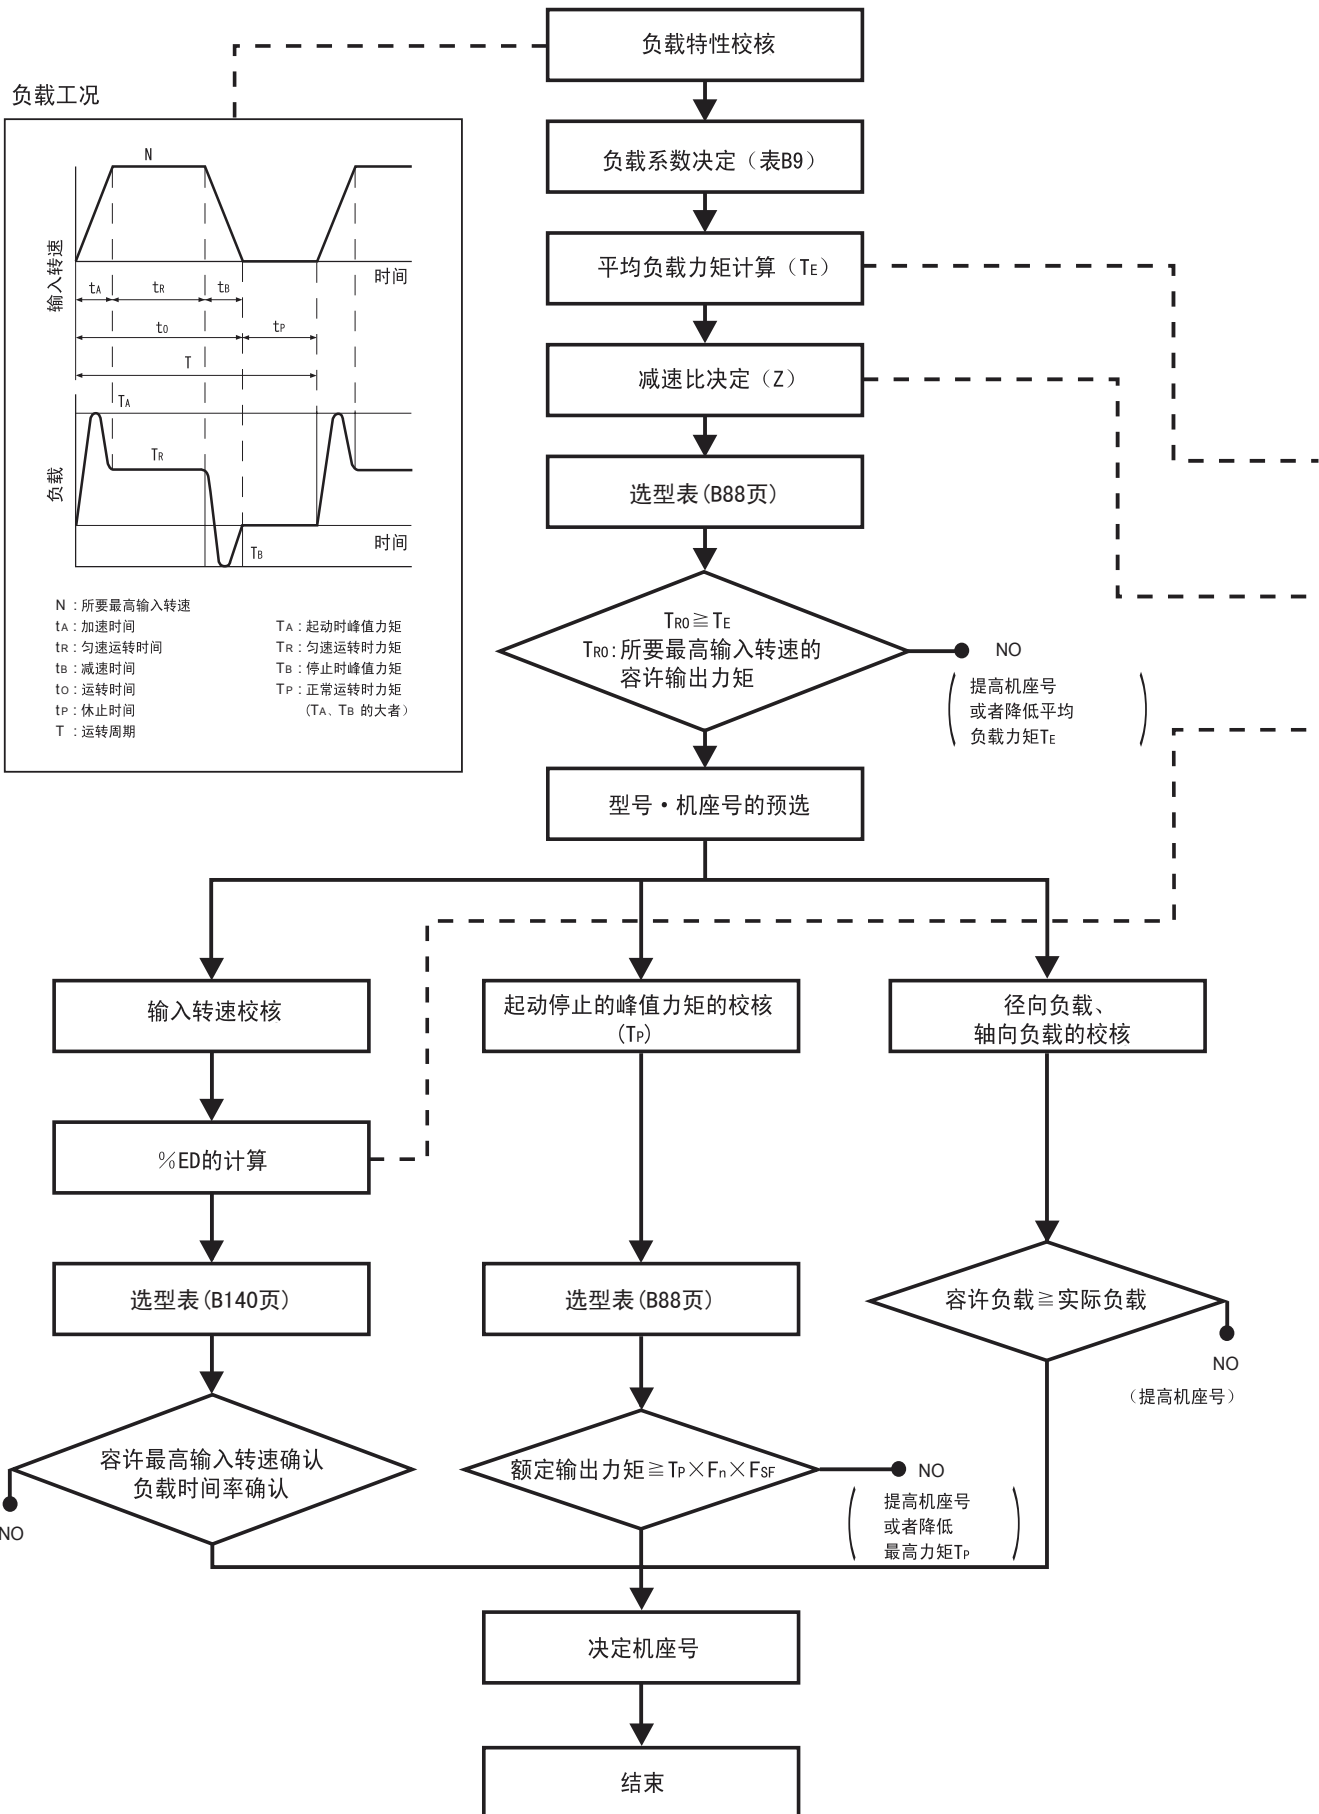 负载特性校核
负载工况
负载系数决定（表B9）
平均负载力矩计算（TE）
减速比决定（Z）
选型表(B88页)
N
输入转速
时间
tA
tR
tB
tO
tP
T
TA
TR
负载
时间
TB
N ：所要最高输入转速
tA：加速时间
tR：匀速运转时间
tB：减速时间
tO：运转时间
tP：休止时间
T ：运转周期
TA：起动时峰值力矩
TR：匀速运转时力矩
TB：停止时峰值力矩
TP：正常运转时力矩
(TA、TB 的大者)
TRO≧TE
TRO：所要最高输入转速的
容许输出力矩
NO
提高机座号
或者降低平均
负载力矩TE
型号・机座号的预选
输入转速校核
起动停止的峰值力矩的校核
(TP)
径向负载、
轴向负载的校核
%ED的计算
选型表(B140页)
选型表(B88页)
容许负载≧实际负载
NO
（提高机座号）
容许最高输入转速确认
负载时间率确认
NO
额定输出力矩≧TP×Fn×FSF
NO
提高机座号
或者降低
最高力矩TP
决定机座号
结束